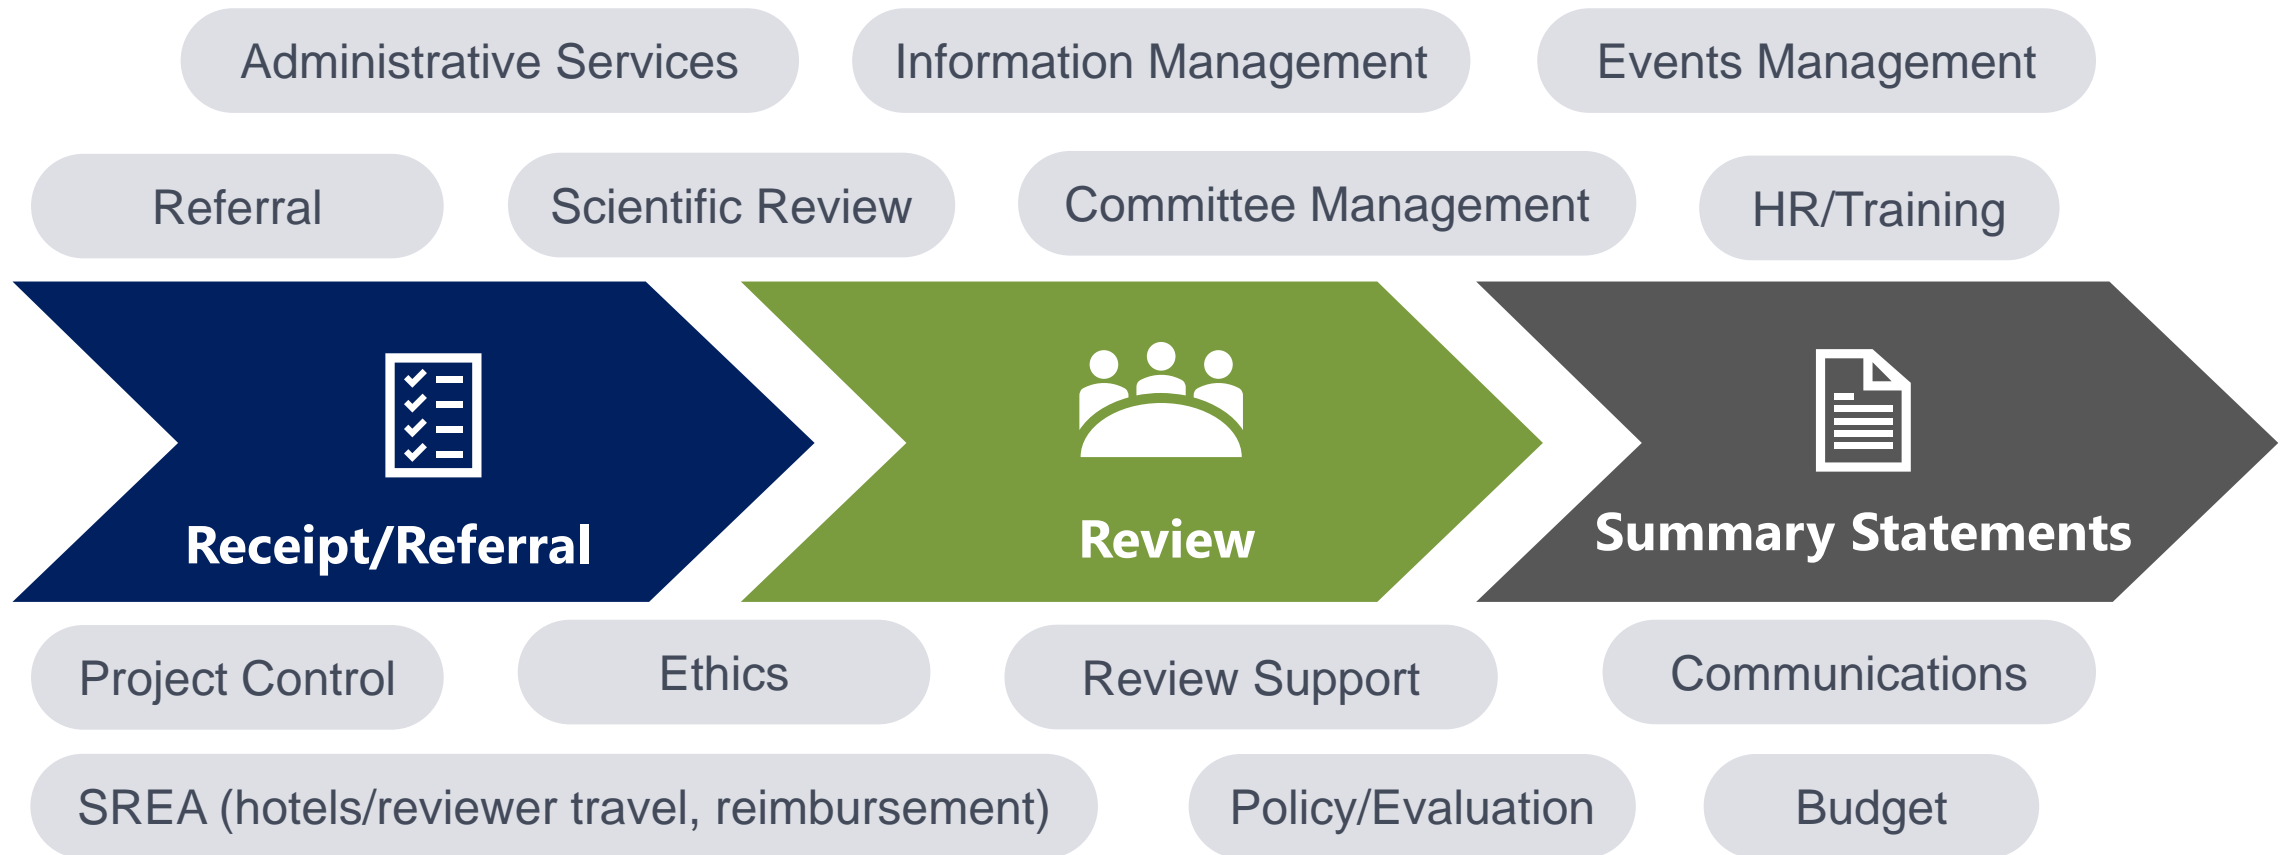 Administrative Services
Information Management
Events Management
Referral
Scientific Review
Committee Management
HR/Training
Receipt/Referral
Review
Summary Statements
Project Control
Ethics
Review Support
Communications
SREA (hotels/reviewer travel, reimbursement)
Policy/Evaluation
Budget